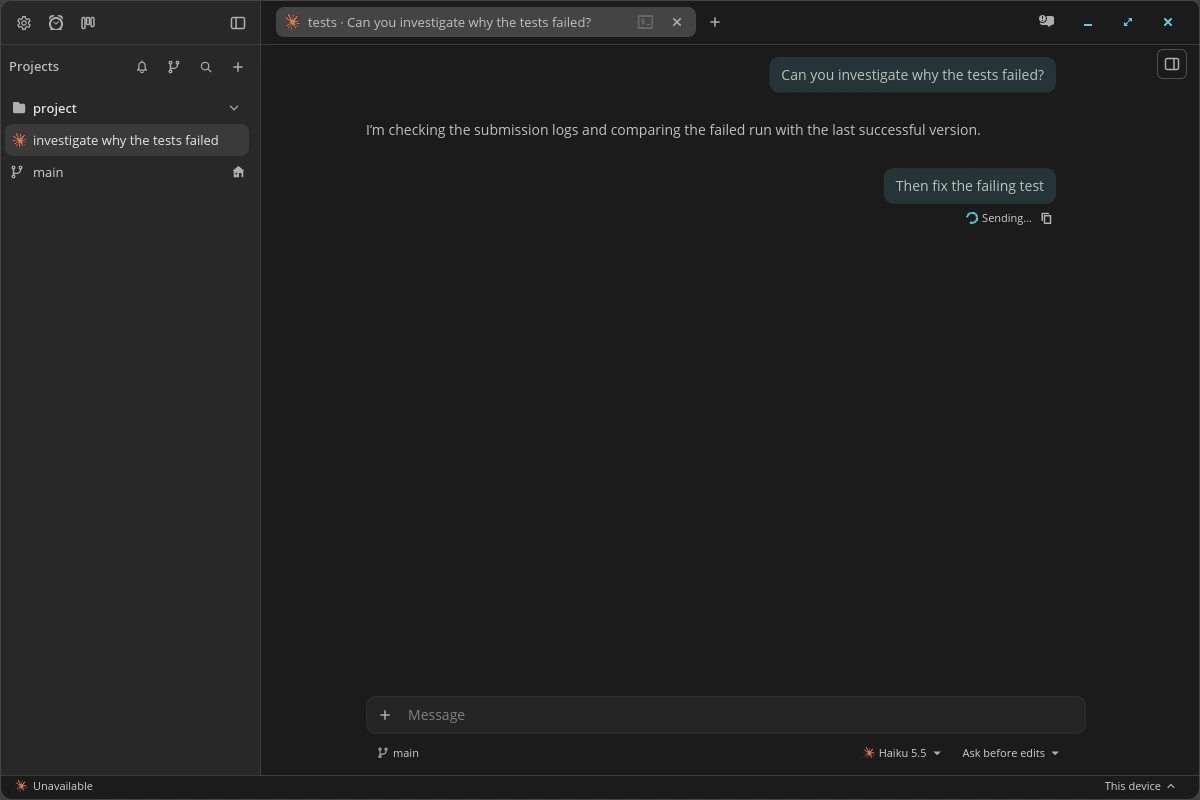 tests · Can you investigate why the tests failed?
Projects
project
investigate why the tests failed
main
Can you investigate why the tests failed?
I'm checking the submission logs and comparing the failed run with the last successful version.
Then fix the failing test
Sending...
Message
main
Haiku 5.5
Ask before edits
Unavailable
This device